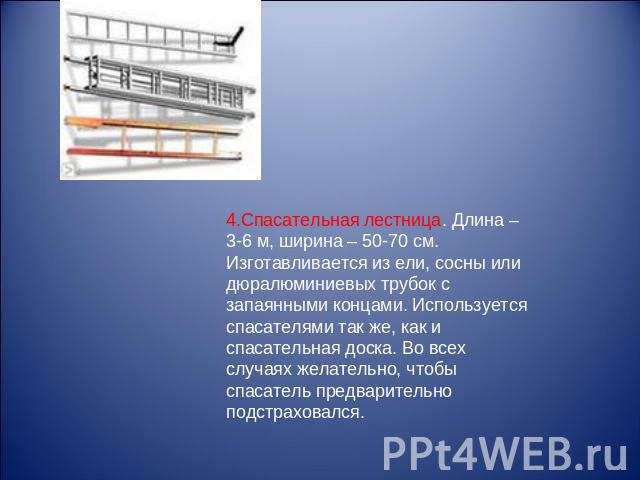 4.Спасательная лестница. Длина –
3-6 м, ширина – 50-70 см.
Изготавливается из ели, сосны или
дюралюминиевых трубок с
запаянными концами. Используется
спасателями так же, как и
спасательная доска. Во всех
случаях желательно, чтобы
спасатель предварительно
подстраховался.
PPt4WEB.ru